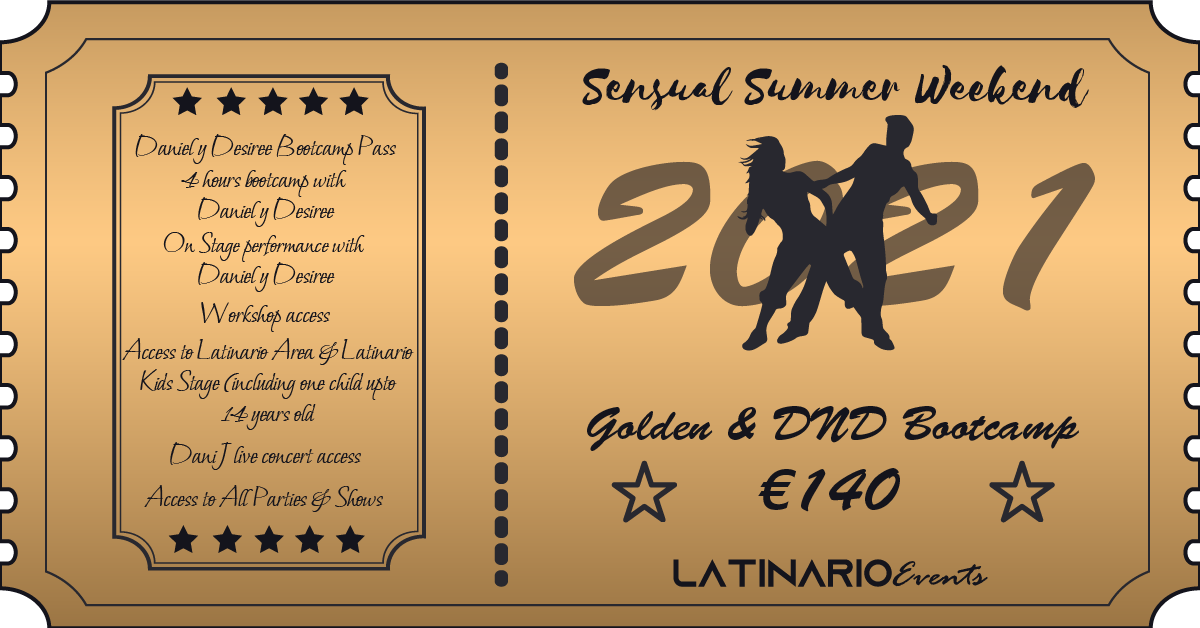 Daniel y Desiree Bootcamp Pass
4 hours bootcamp with
Daniel y Desiree
On Stage performance with
Daniel y Desiree
Workshop access
Access to Latinario Area & Latinario
Kids Stage (including one child upto
14 years old
Dani J live concert access
Access to All Parties & Shows
Sensual Summer Weekend
2021
Golden & DND Bootcamp
€140
LATINARIO Events